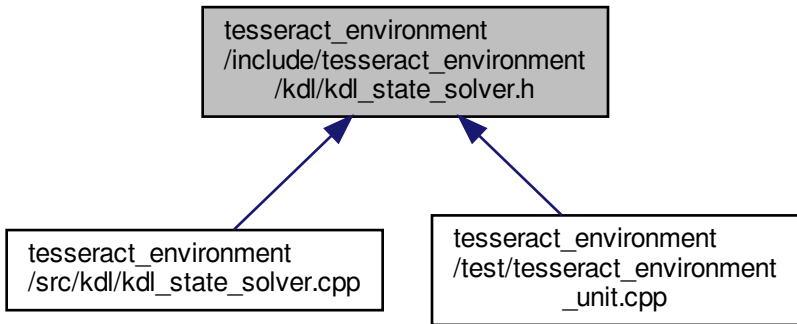 tesseract_environment
/include/tesseract_environment
/kdl/kdl_state_solver.h
tesseract_environment
/src/kdl/kdl_state_solver.cpp
tesseract_environment
/test/tesseract_environment
_unit.cpp